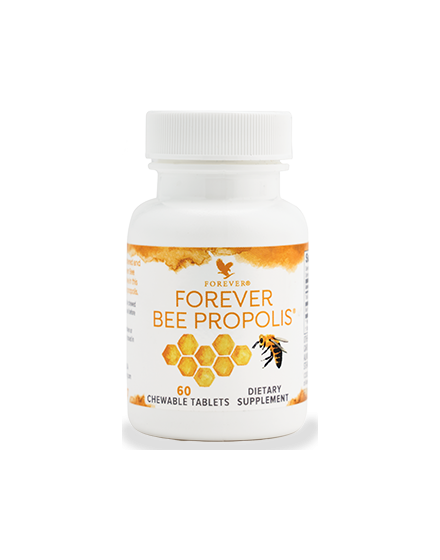 FOREVER®
FOREVER
BEE PROPOLIS®
60
CHEWABLE TABLETS
DIETARY
SUPPLEMENT